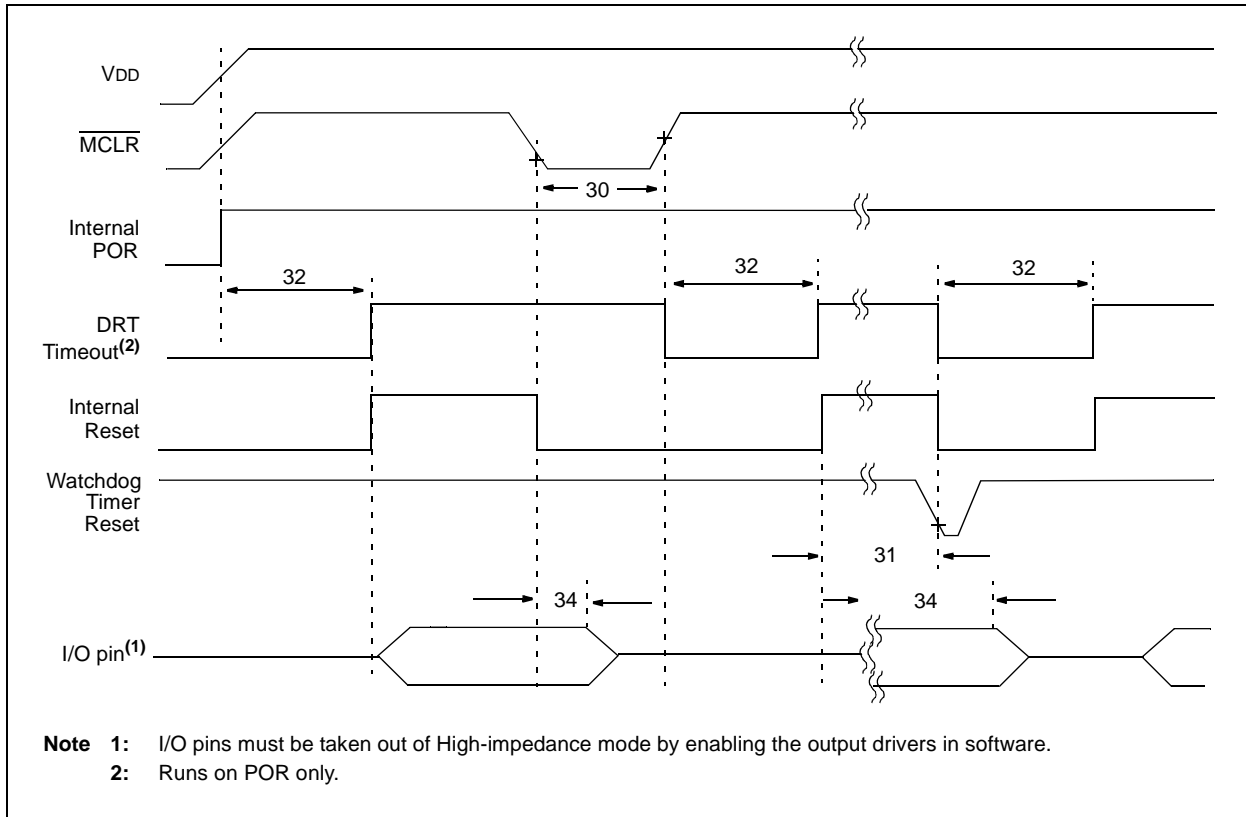 VDD
MCLR
30
Internal
POR
32
32
32
DRT
Timeout(2)
Internal
Reset
Watchdog
Timer
Reset
31
34
34
I/O pin(1)
Note 1: I/O pins must be taken out of High-impedance mode by enabling the output drivers in software.
2: Runs on POR only.